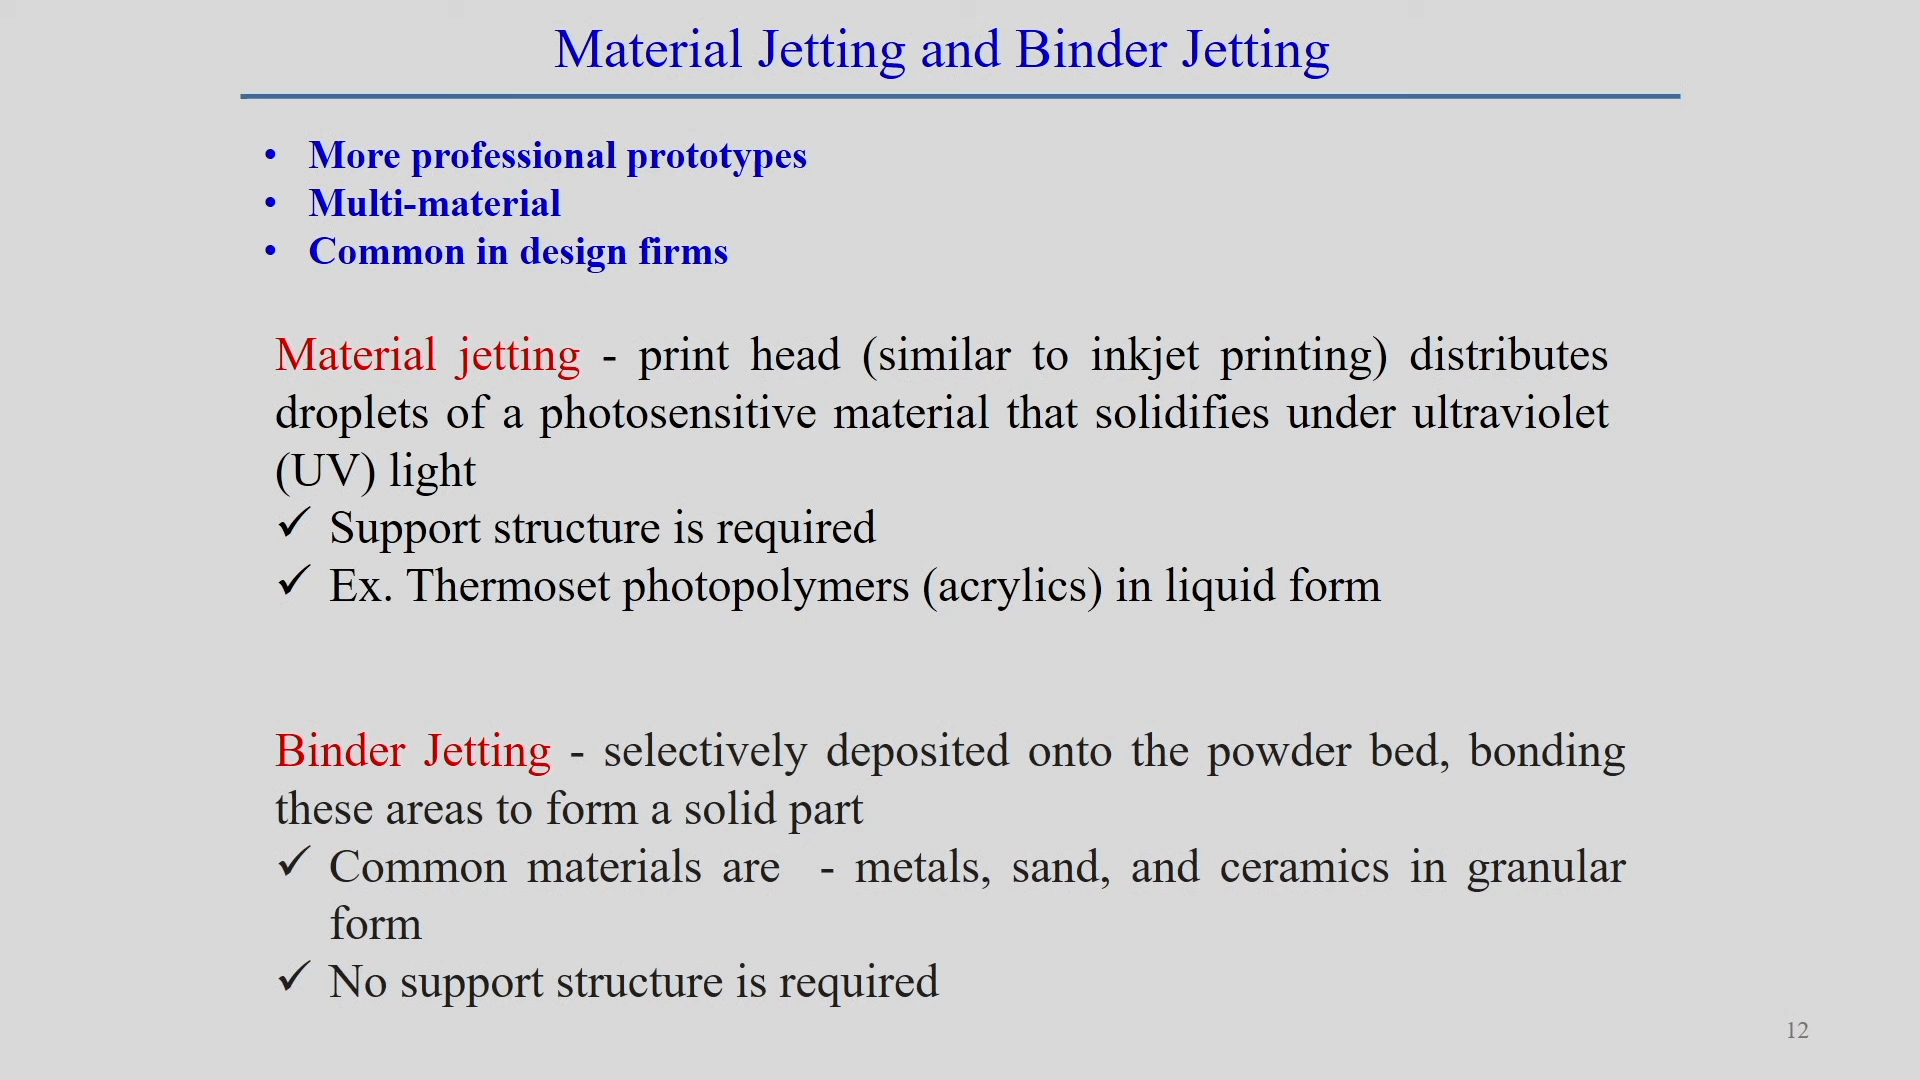 Material Jetting and Binder Jetting
• More professional prototypes
• Multi-material
• Common in design firms
Material jetting - print head (similar to inkjet printing) distributes
droplets of a photosensitive material that solidifies under ultraviolet
(UV) light
✓ Support structure is required
✓ Ex. Thermoset photopolymers (acrylics) in liquid form
Binder Jetting - selectively deposited onto the powder bed, bonding
these areas to form a solid part
✓ Common materials are - metals, sand, and ceramics in granular
form
✓ No support structure is required
12